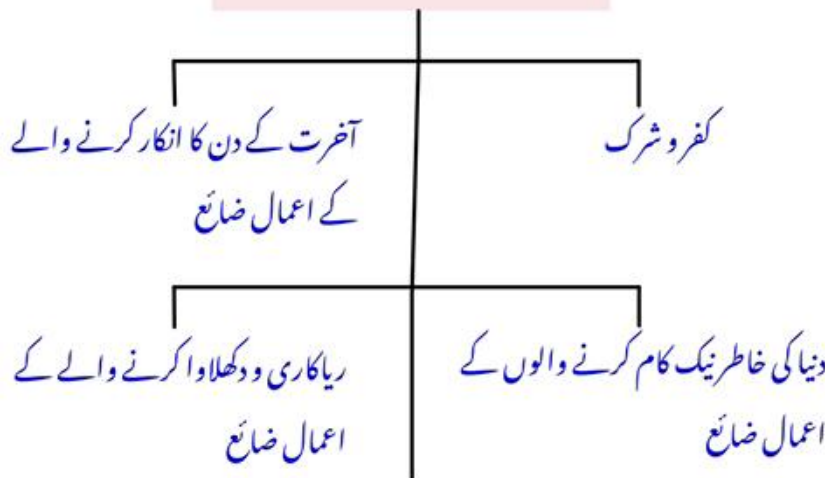 کفر و شرک
آخرت کے دن کا انکار کرنے والے
کے اعمال ضائع
دنیا کی خاطر نیک کام کرنے والوں کے
اعمال ضائع
ریاکاری و دکھلاوا کرنے والے کے
اعمال ضائع